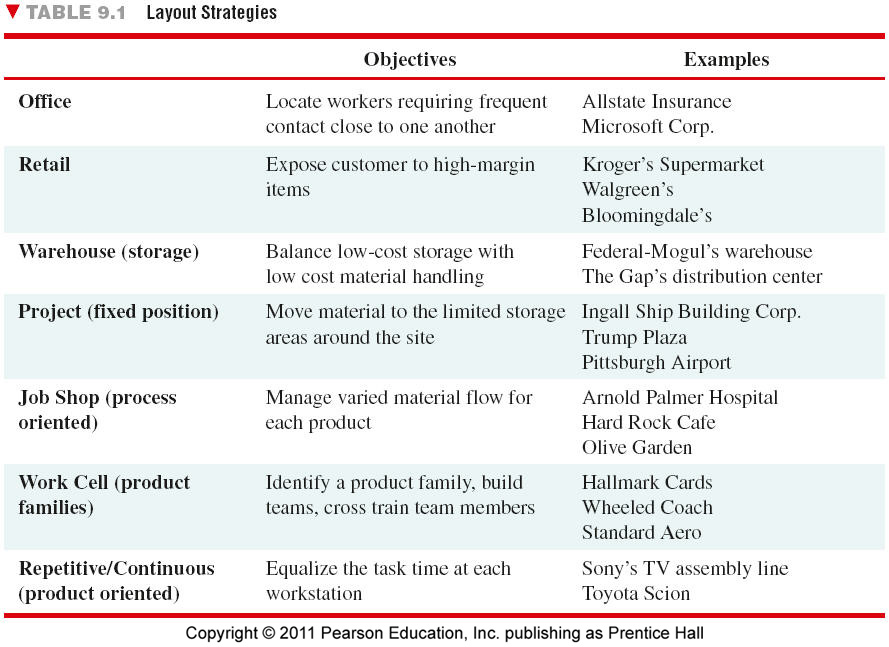 ▼ TABLE 9.1 Layout Strategies
Objectives Examples
Office Locate workers requiring frequent Allstate Insurance
contact close to one another Microsoft Corp.
Retail Expose customer to high-margin Kroger’s Supermarket
items Walgreen’s
Bloomingdale’s
Warehouse (storage) Balance low-cost storage with Federal-Mogul’s warehouse
low cost material handling The Gap’s distribution center
Project (fixed position) Move material to the limited storage Ingall Ship Building Corp.
areas around the site Trump Plaza
Pittsburgh Airport
Job Shop (process Manage varied material flow for Arnold Palmer Hospital
oriented) each product Hard Rock Cafe
Olive Garden
Work Cell (product Identify a product family, build Hallmark Cards
families) teams, cross train team members Wheeled Coach
Standard Aero
Repetitive/Continuous Equalize the task time at each Sony’s TV assembly line
(product oriented) workstation Toyota Scion
Copyright © 2011 Pearson Education, Inc. publishing as Prentice Hall